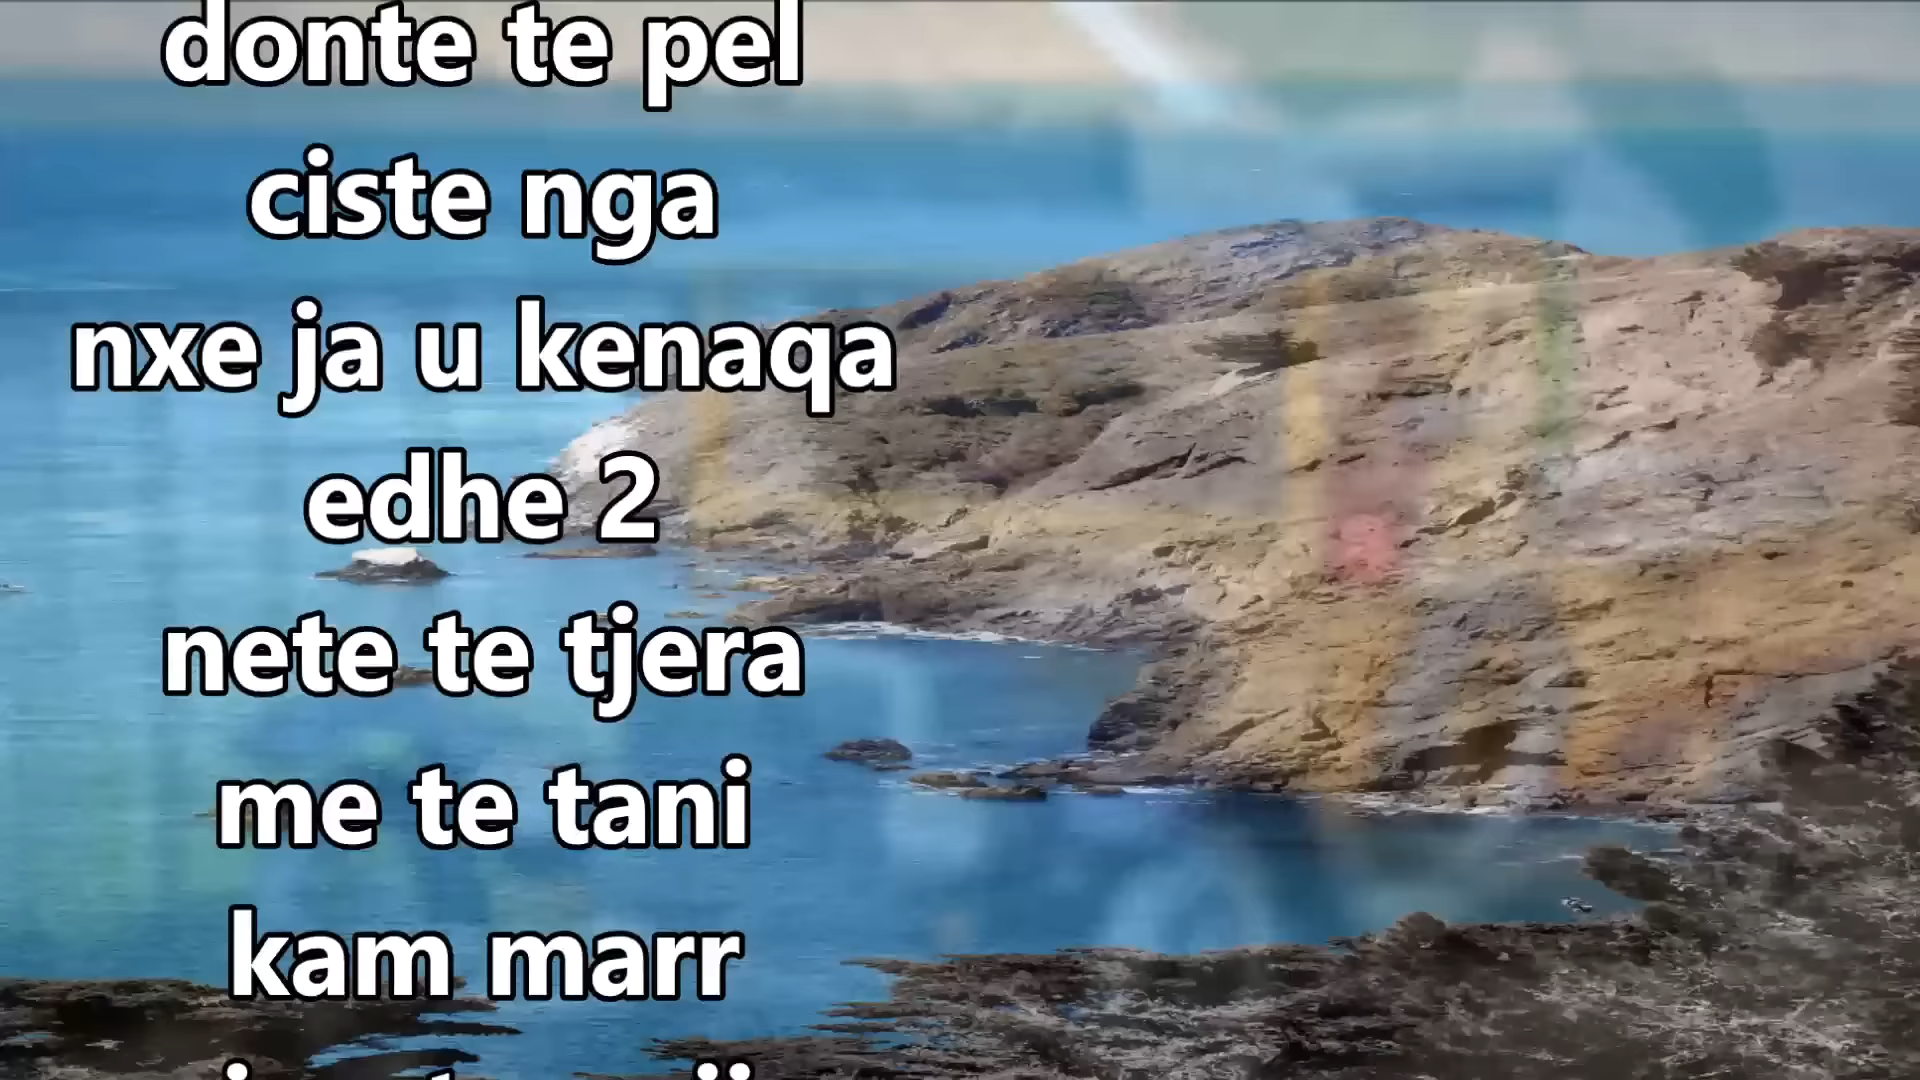 donte te pel
ciste nga
nxe ja u kenaqa
edhe 2
nete te tjera
me te tani
kam marr